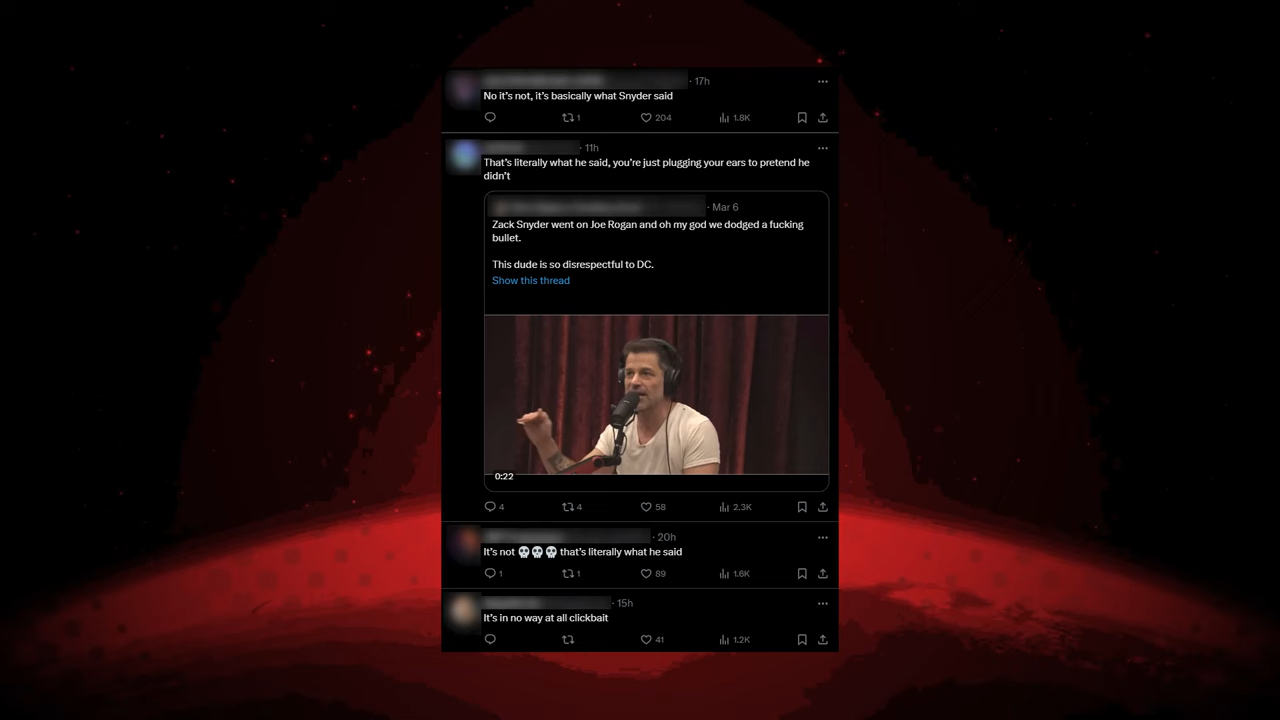 · 17h
No it's not, it's basically what Snyder said
1 204 1.8K
· 11h
That's literally what he said, you're just plugging your ears to pretend he
didn't
· Mar 6
Zack Snyder went on Joe Rogan and oh my god we dodged a fucking
bullet.
This dude is so disrespectful to DC.
Show this thread
0:22
4 4 58 2.3K
· 20h
It's not 💀💀💀 that's literally what he said
1 1 89 1.6K
· 15h
It's in no way at all clickbait
41 1.2K